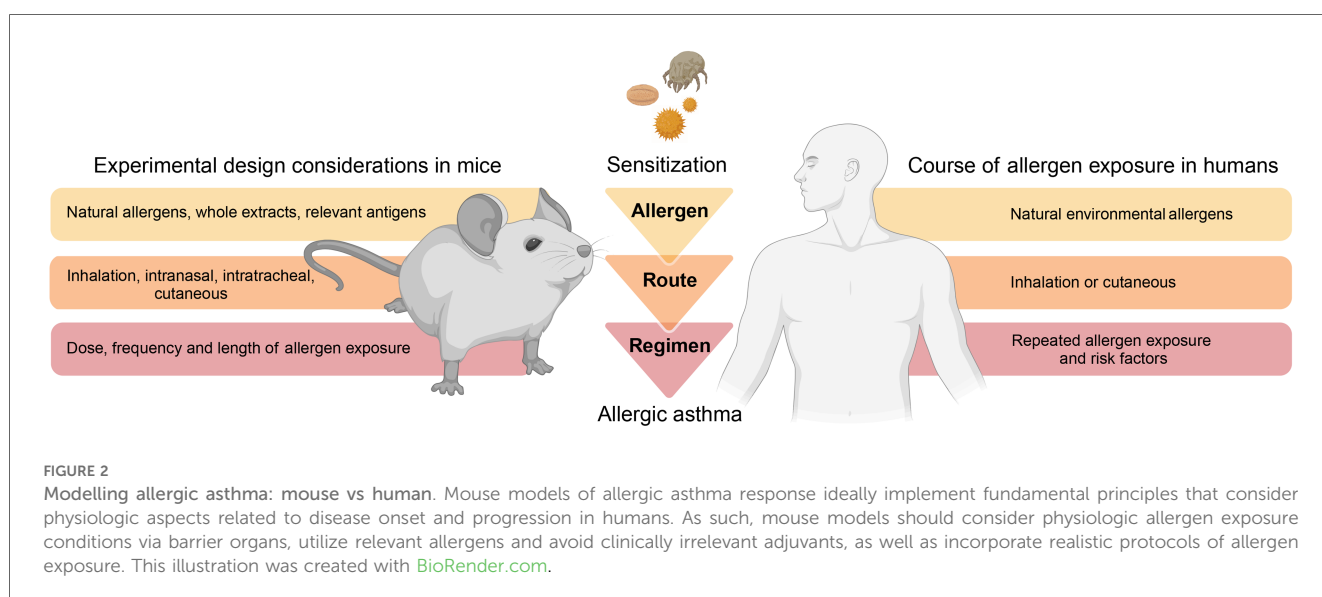 Experimental design considerations in mice
Sensitization
Course of allergen exposure in humans
Natural allergens, whole extracts, relevant antigens
Allergen
Natural environmental allergens
Inhalation, intranasal, intratracheal,
cutaneous
Route
Inhalation or cutaneous
Dose, frequency and length of allergen exposure
Regimen
Repeated allergen exposure
and risk factors
Allergic asthma
FIGURE 2
Modelling allergic asthma: mouse vs human. Mouse models of allergic asthma response ideally implement fundamental principles that consider
physiologic aspects related to disease onset and progression in humans. As such, mouse models should consider physiologic allergen exposure
conditions via barrier organs, utilize relevant allergens and avoid clinically irrelevant adjuvants, as well as incorporate realistic protocols of allergen
exposure. This illustration was created with BioRender.com.